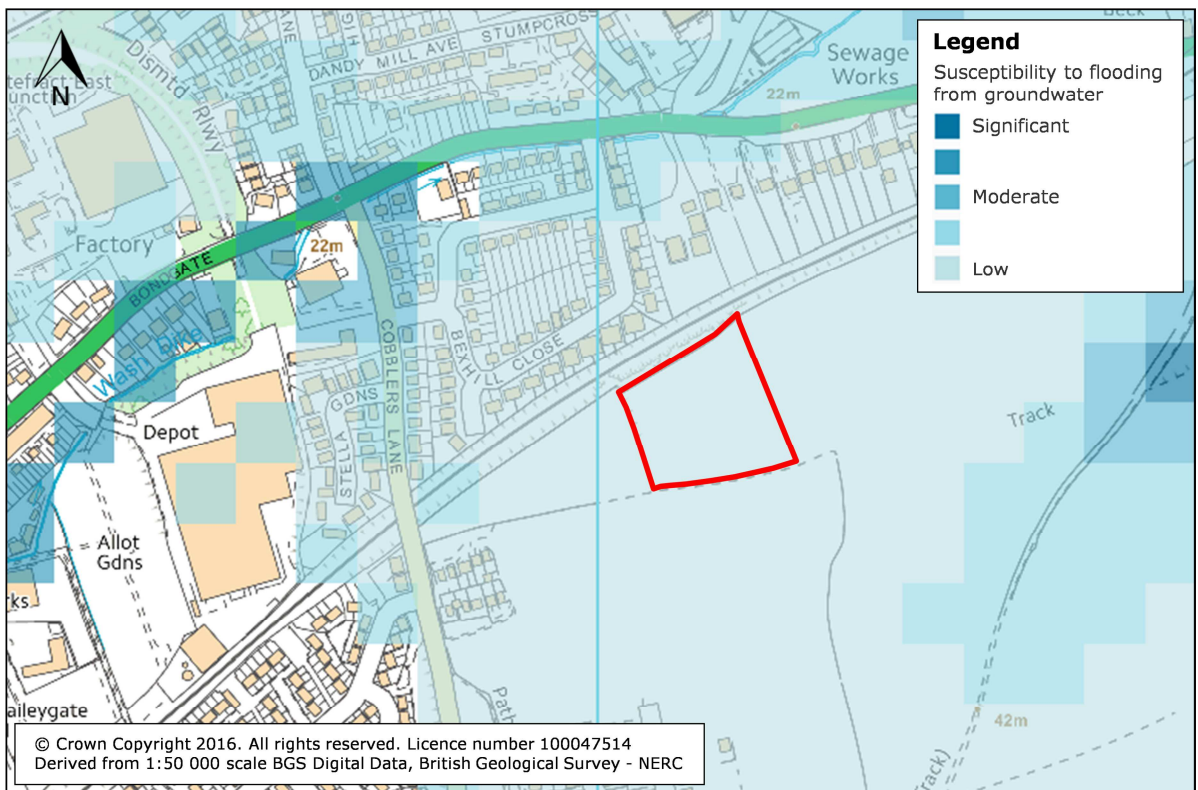 Legend
Susceptibility to flooding
from groundwater
Significant
Moderate
Low
N
Dismtd Rlwy
DANDY MILL AVE
STUMPCROSS
Sewage
Works
22m
Factory
22m
BONDGATE
Wash Dike
COBBLERS LANE
BEXHILL CLOSE
STELLA GDNS
Depot
Track
Allot
Gdns
Path
42m
© Crown Copyright 2016. All rights reserved. Licence number 100047514
Derived from 1:50 000 scale BGS Digital Data, British Geological Survey - NERC